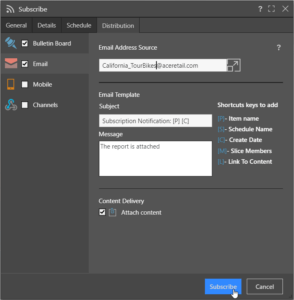 Subscribe
?
General
Details
Schedule
Distribution
Bulletin Board
Email
Mobile
Channels
Email Address Source
?
California_TourBikes@aceretail.com
Email Template
Subject
Subscription Notification: [P] [C]
Message
The report is attached
Shortcuts keys to add
- Item name
- Schedule Name
- Create Date
- Slice Members
- Link To Content
Content Delivery
Attach content
Subscribe
Cancel